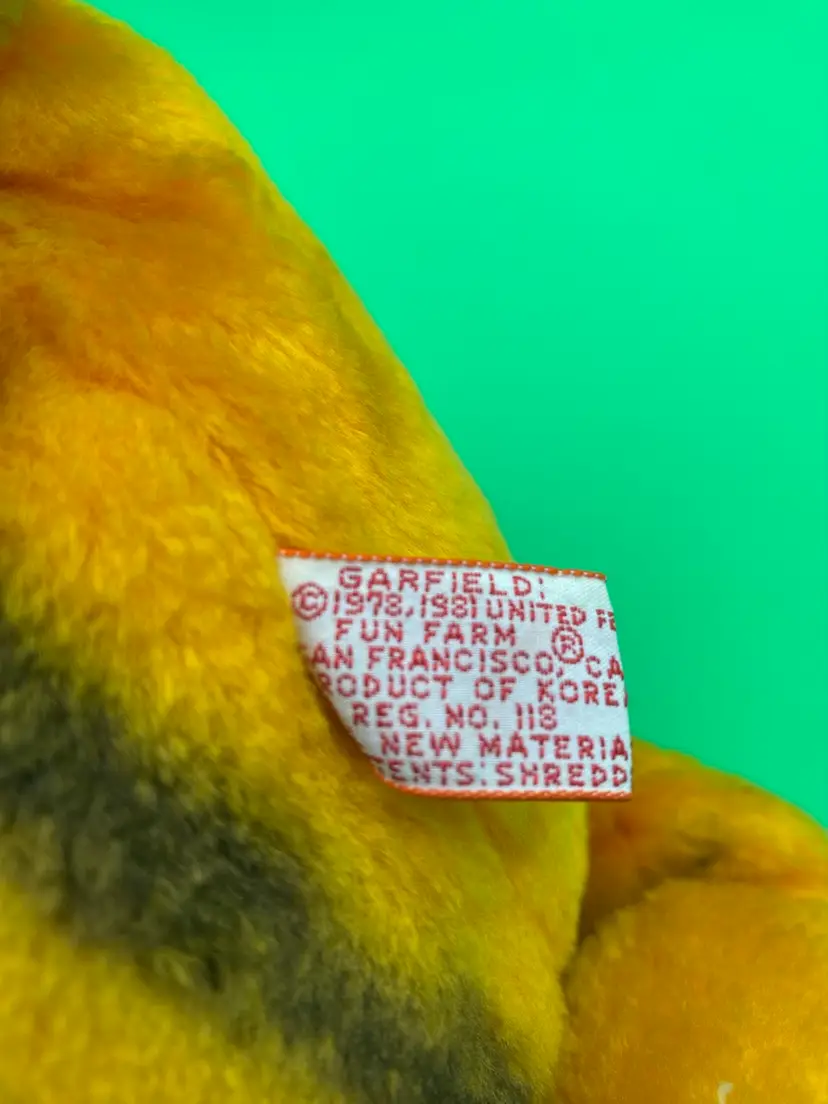 GARFIELD:
©1978,1981 UNITED FE
FUN FARM ®
AN FRANCISCO, CA
RODUCT OF KORE
REG. NO. 118
NEW MATERIA
ENTS: SHREDD